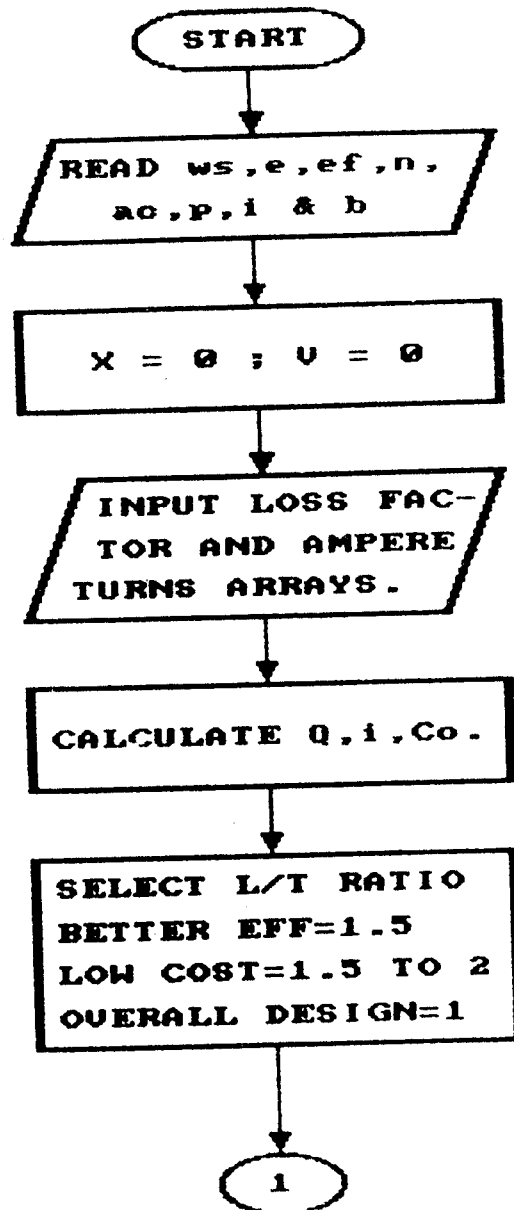 START
READ ws,e,ef,n,
ac,p,i & b
X = 0 ; V = 0
INPUT LOSS FAC-
TOR AND AMPERE
TURNS ARRAYS.
CALCULATE Q,i,Co.
SELECT L/T RATIO
BETTER EFF=1.5
LOW COST=1.5 TO 2
OVERALL DESIGN=1
1